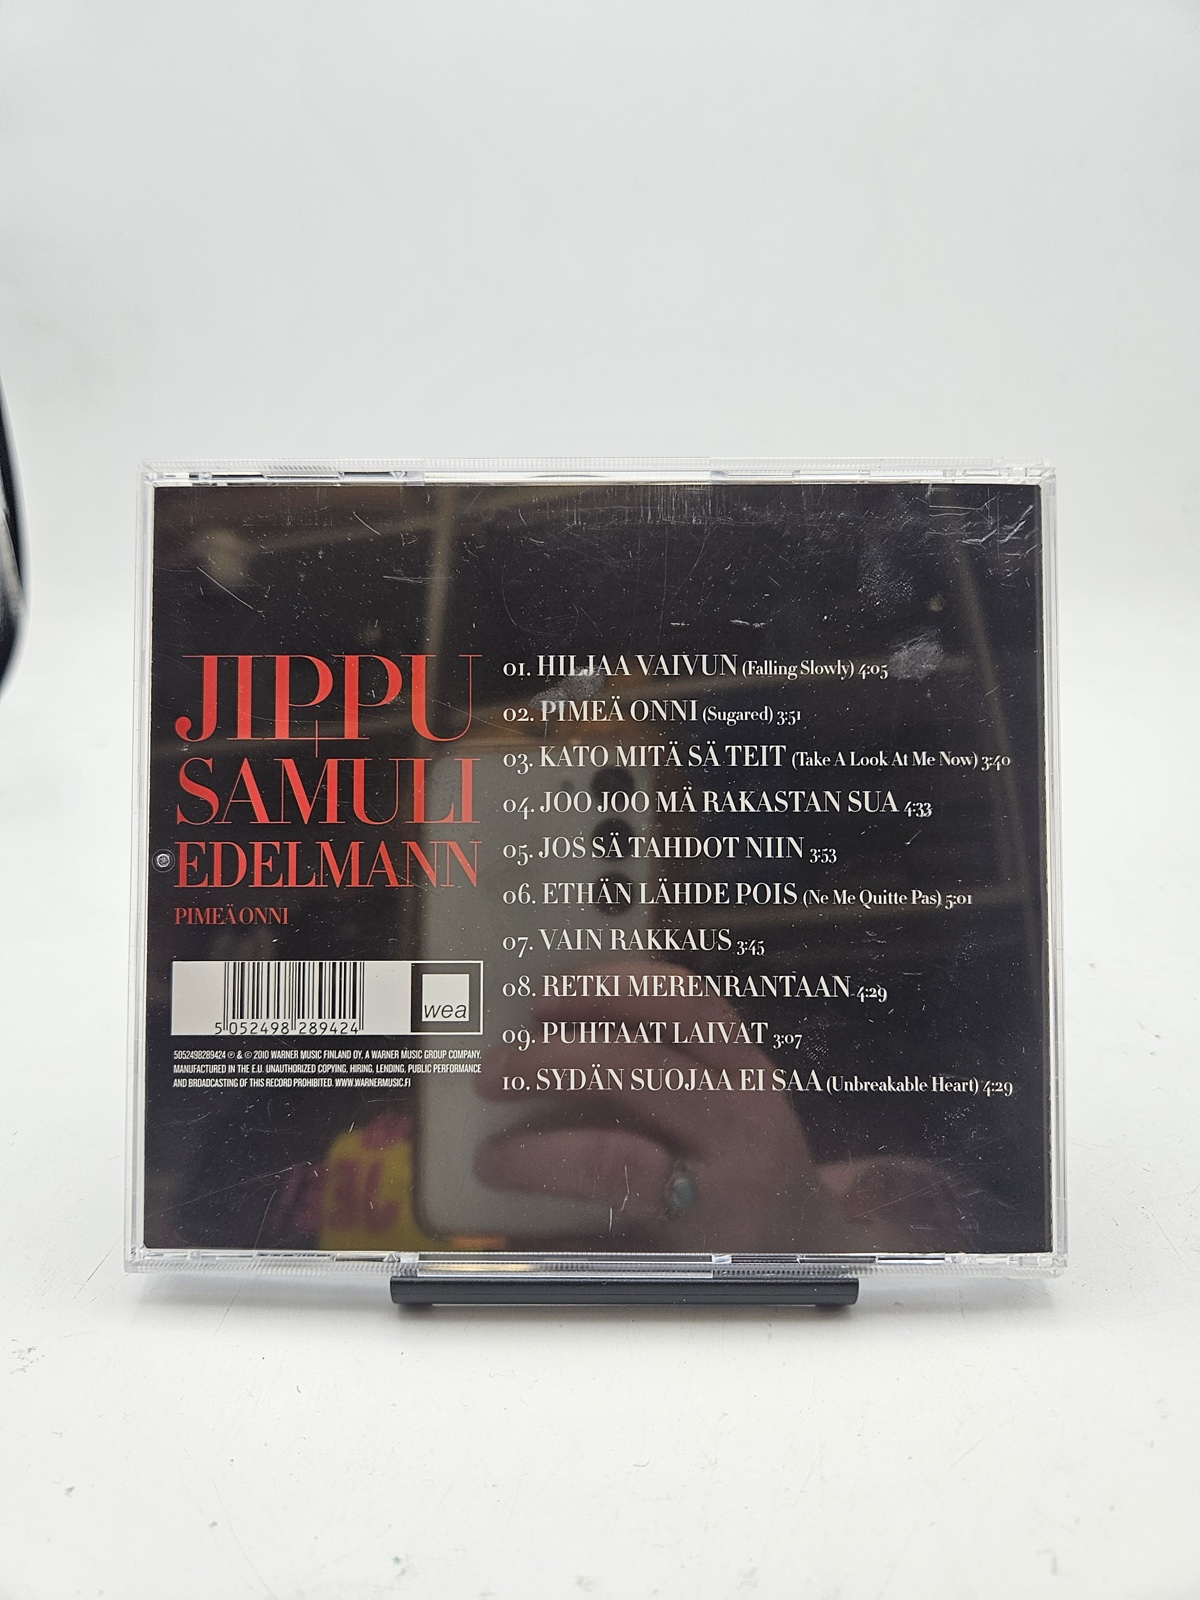 JIPPU
SAMULI
EDELMANN
PIMEÄ ONNI
5 052498 289424
wea
5052498289424 ℗ & © 2010 WARNER MUSIC FINLAND OY, A WARNER MUSIC GROUP COMPANY.
MANUFACTURED IN THE E.U. UNAUTHORIZED COPYING, HIRING, LENDING, PUBLIC PERFORMANCE
AND BROADCASTING OF THIS RECORD PROHIBITED. WWW.WARNERMUSIC.FI
01. HILJAA VAIVUN (Falling Slowly) 4:05
02. PIMEÄ ONNI (Sugared) 3:51
03. KATO MITÄ SÄ TEIT (Take A Look At Me Now) 3:40
04. JOO JOO MÄ RAKASTAN SUA 4:33
05. JOS SÄ TAHDOT NIIN 3:53
06. ETHÄN LÄHDE POIS (Ne Me Quitte Pas) 5:01
07. VAIN RAKKAUS 3:45
08. RETKI MERENRANTAAN 4:29
09. PUHTAAT LAIVAT 3:07
10. SYDÄN SUOJAA EI SAA (Unbreakable Heart) 4:29